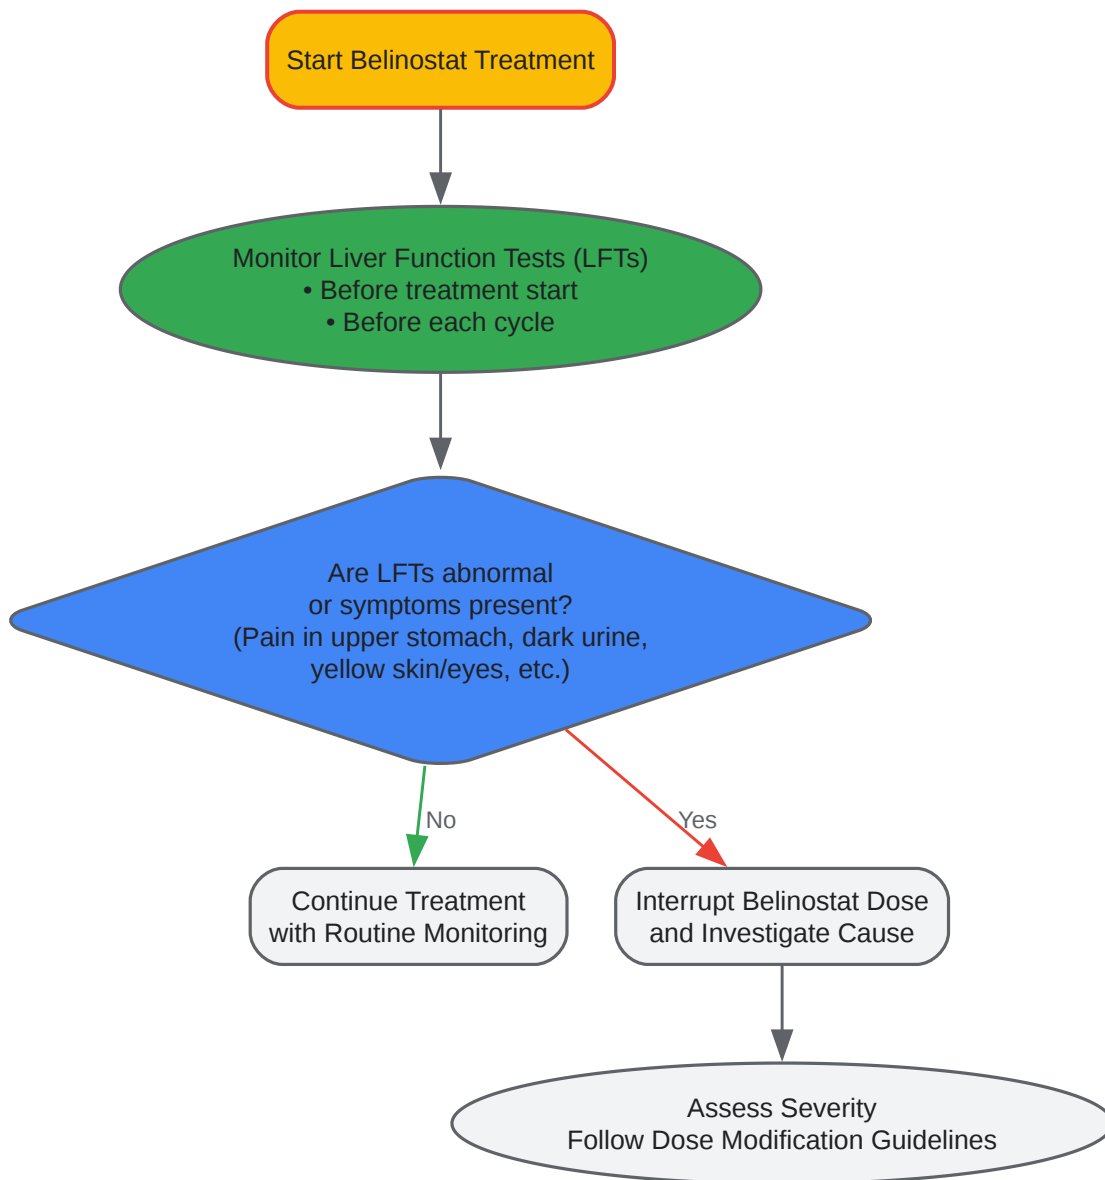 Start Belinostat Treatment
Monitor Liver Function Tests (LFTs)
• Before treatment start
• Before each cycle
Are LFTs abnormal
or symptoms present?
(Pain in upper stomach, dark urine,
yellow skin/eyes, etc.)
No
Yes
Continue Treatment
with Routine Monitoring
Interrupt Belinostat Dose
and Investigate Cause
Assess Severity
Follow Dose Modification Guidelines